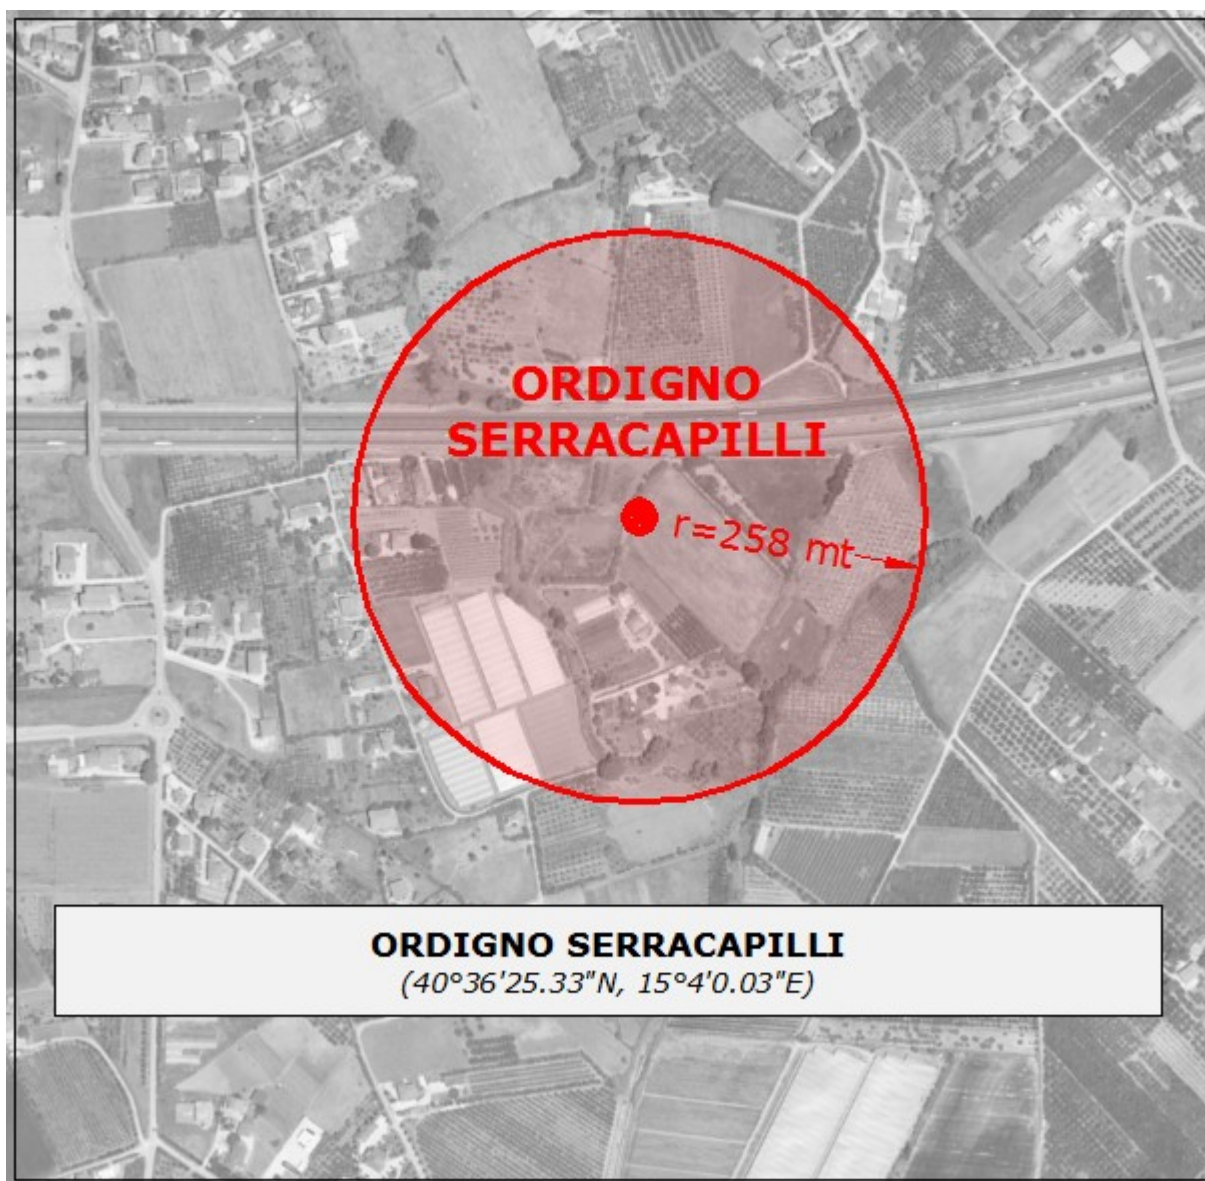 ORDIGNO
SERRACAPILLI
r=258 mt
ORDIGNO SERRACAPILLI
(40°36'25.33"N, 15°4'0.03"E)